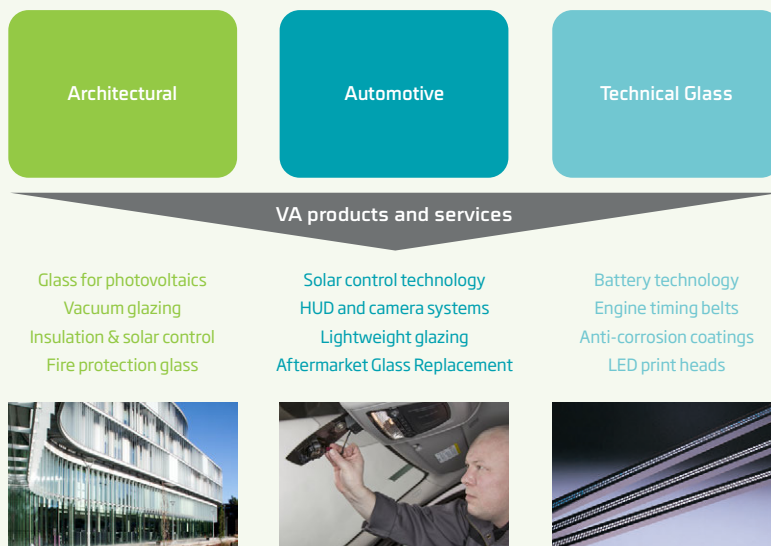 Architectural
Automotive
Technical Glass
VA products and services
Glass for photovoltaics
Vacuum glazing
Insulation & solar control
Fire protection glass
Solar control technology
HUD and camera systems
Lightweight glazing
Aftermarket Glass Replacement
Battery technology
Engine timing belts
Anti-corrosion coatings
LED print heads